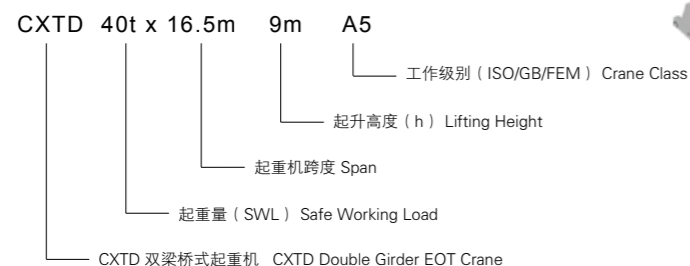 CXTD 40t x 16.5m 9m A5
工作级别（ISO/GB/FEM） Crane Class
起升高度（h） Lifting Height
起重机跨度 Span
起重量（SWL） Safe Working Load
CXTD 双梁桥式起重机 CXTD Double Girder EOT Crane